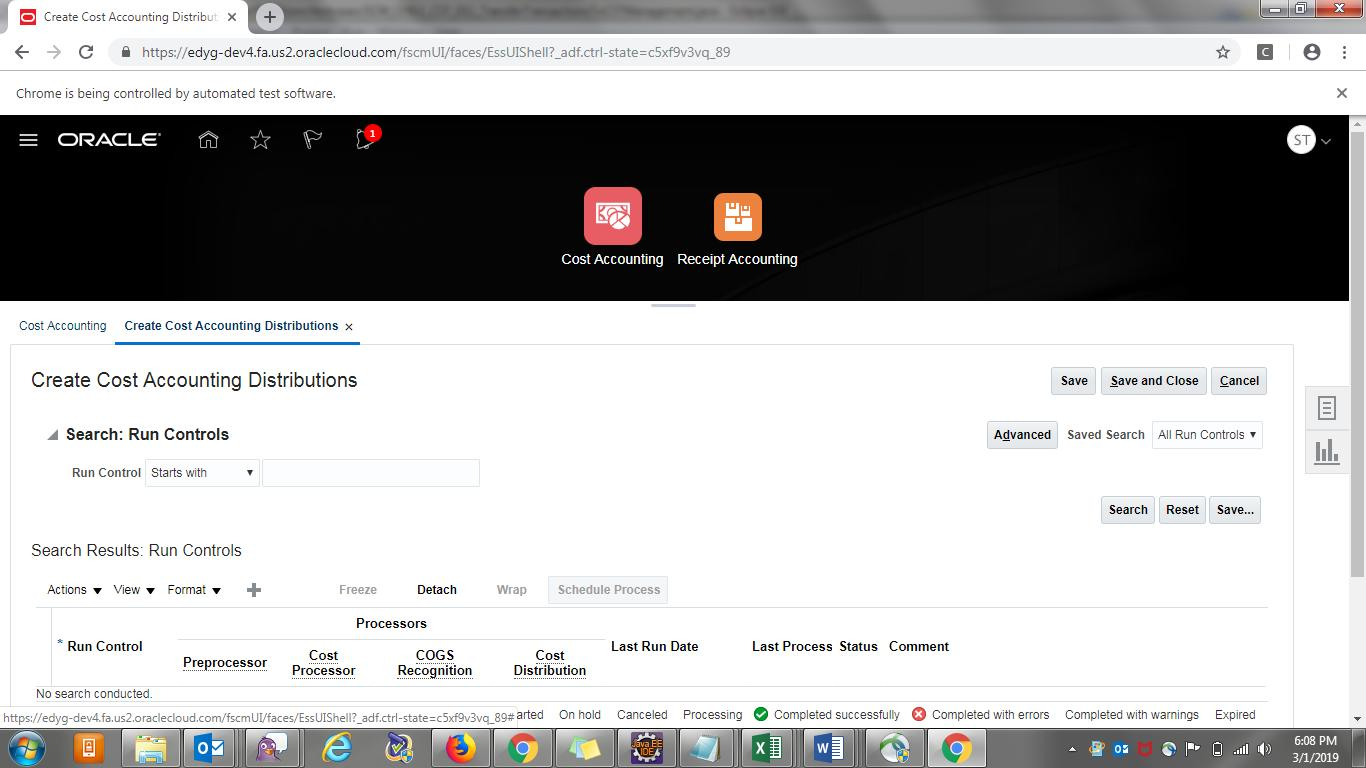 Create Cost Accounting Distribut
https://edyg-dev4.fa.us2.oraclecloud.com/fscmUI/faces/EssUIShell?_adf.ctrl-state=c5xf9v3vq_89
C
Chrome is being controlled by automated test software.
ORACLE
1
ST
Cost Accounting
Receipt Accounting
Cost Accounting
Create Cost Accounting Distributions
Create Cost Accounting Distributions
Save
Save and Close
Cancel
Search: Run Controls
Advanced
Saved Search
All Run Controls
Run Control
Starts with
Search
Reset
Save...
Search Results: Run Controls
Actions
View
Format
Freeze
Detach
Wrap
Schedule Process
* Run Control
Processors
Preprocessor
Cost
Processor
COGS
Recognition
Cost
Distribution
Last Run Date
Last Process
Status
Comment
No search conducted.
https://edyg-dev4.fa.us2.oraclecloud.com/fscmUI/faces/EssUIShell?_adf.ctrl-state=c5xf9v3vq_89#
arted
On hold
Canceled
Processing
Completed successfully
Completed with errors
Completed with warnings
Expired
Java EE
IDE
6:08 PM
3/1/2019